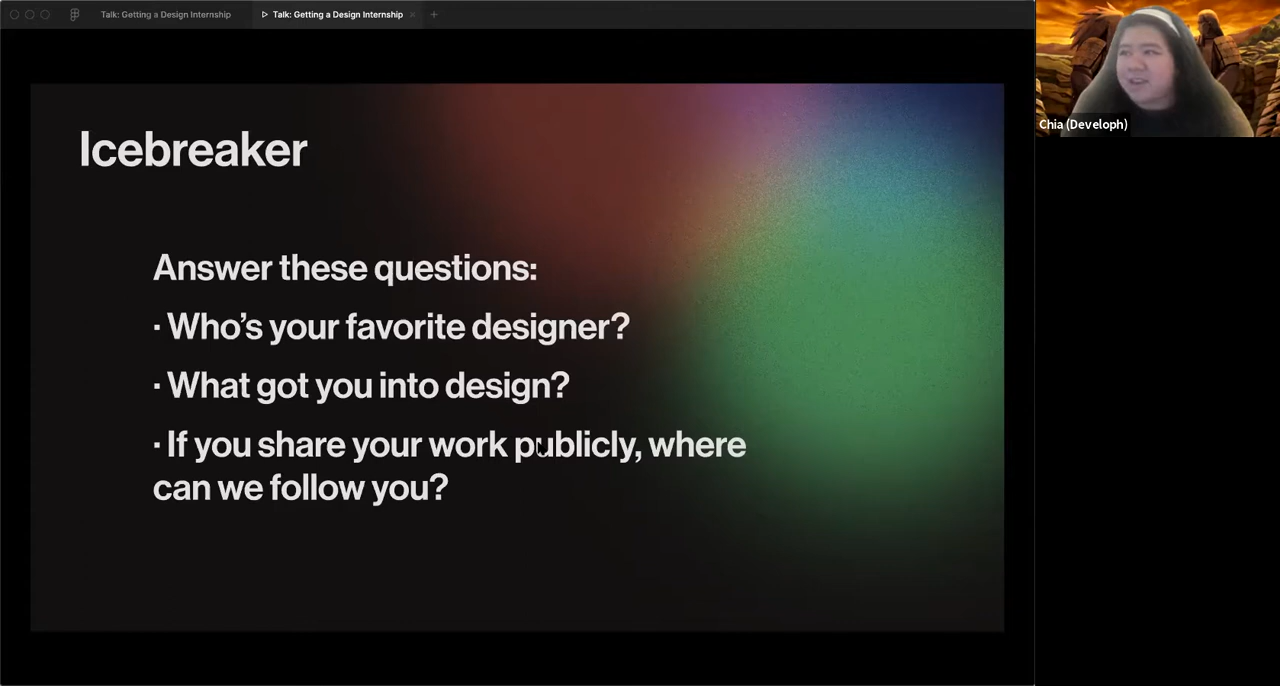 Talk: Getting a Design Internship
Talk: Getting a Design Internship
Icebreaker
Answer these questions:
· Who’s your favorite designer?
· What got you into design?
· If you share your work publicly, where
can we follow you?
Chia (Developh)